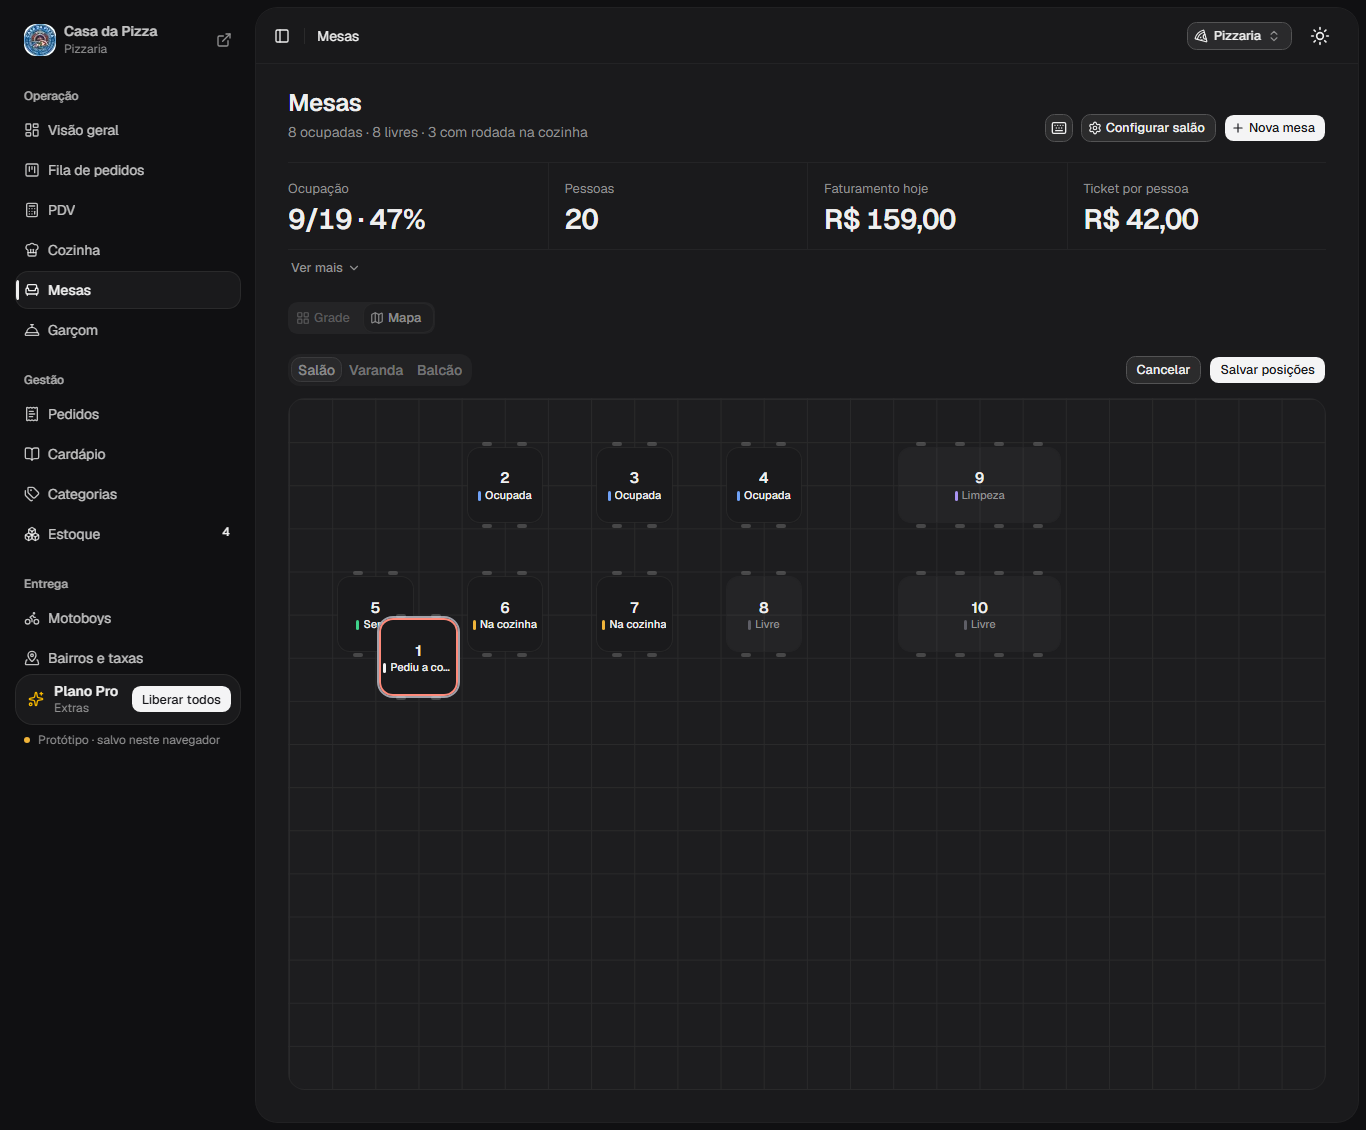 Casa da Pizza
Pizzaria
Operação
Visão geral
Fila de pedidos
PDV
Cozinha
Mesas
Garçom
Gestão
Pedidos
Cardápio
Categorias
Estoque 4
Entrega
Motoboys
Bairros e taxas
Plano Pro
Extras
Liberar todos
Protótipo · salvo neste navegador
Mesas
Pizzaria
Mesas
8 ocupadas · 8 livres · 3 com rodada na cozinha
Configurar salão
+ Nova mesa
Ocupação
9/19 · 47%
Pessoas
20
Faturamento hoje
R$ 159,00
Ticket por pessoa
R$ 42,00
Ver mais
Grade Mapa
Salão Varanda Balcão
Cancelar
Salvar posições
2
Ocupada
3
Ocupada
4
Ocupada
9
Limpeza
5
1
Pediu a co...
6
Na cozinha
7
Na cozinha
8
Livre
10
Livre